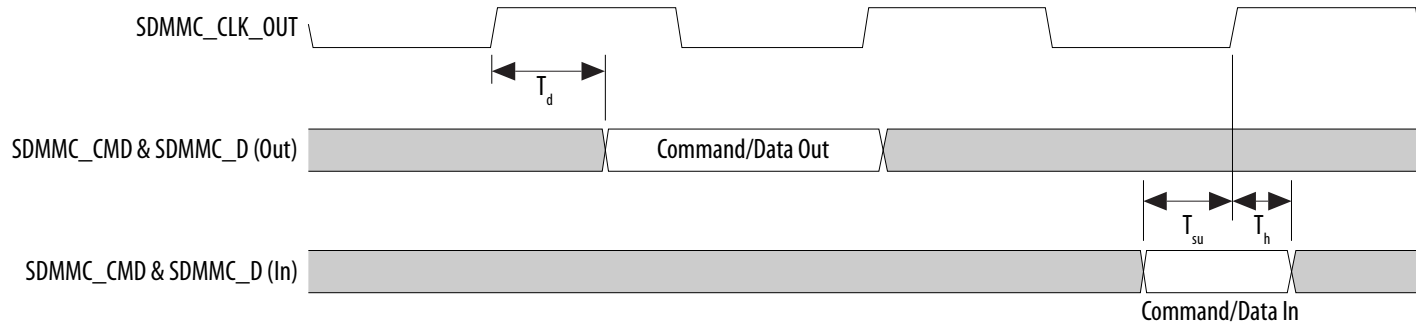 SDMMC_CLK_OUT
T_d
SDMMC_CMD & SDMMC_D (Out)
Command/Data Out
T_su
T_h
SDMMC_CMD & SDMMC_D (In)
Command/Data In